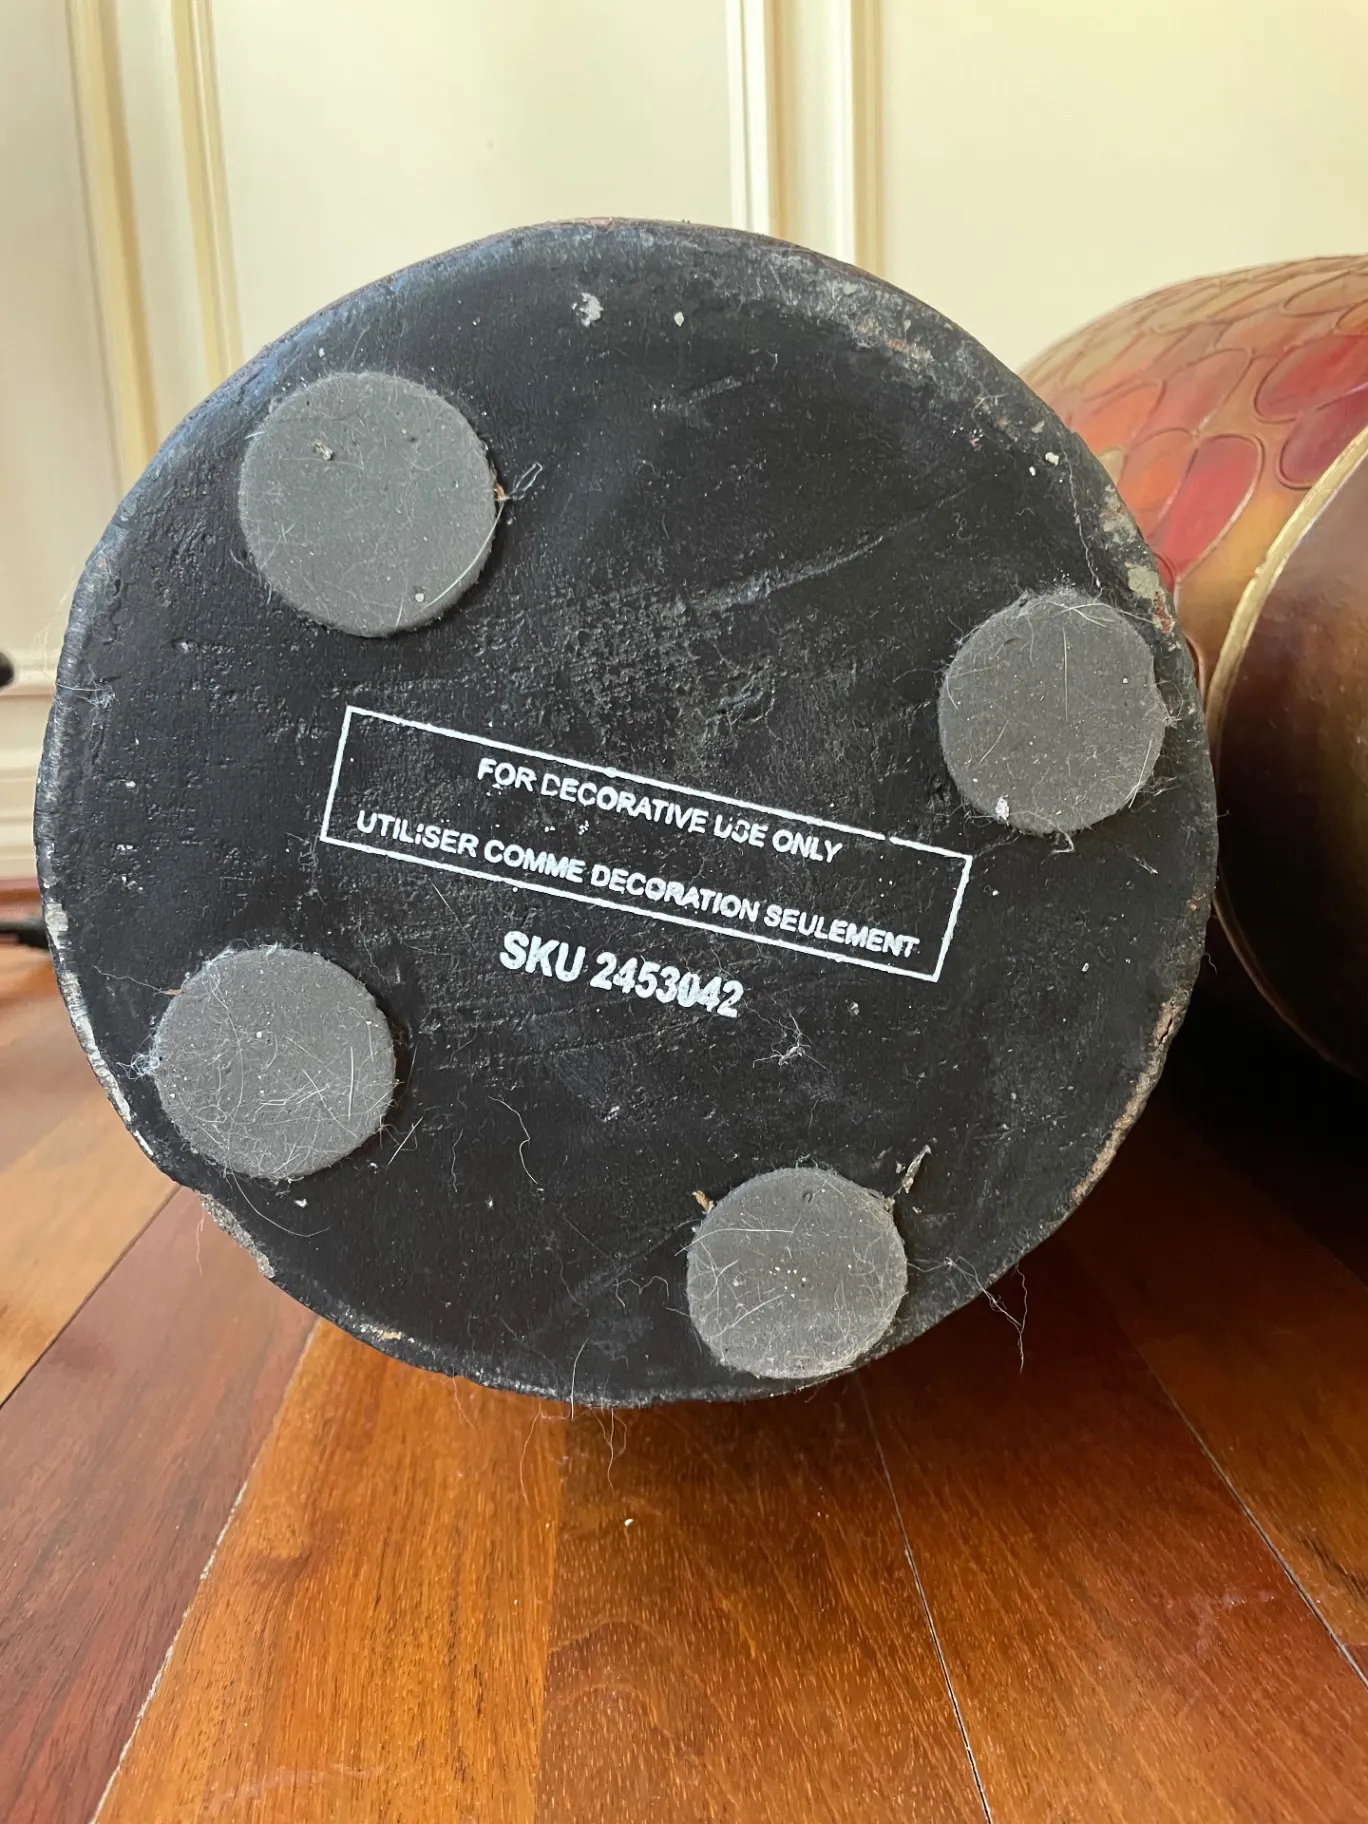 FOR DECORATIVE USE ONLY
UTILISER COMME DECORATION SEULEMENT
SKU 2453042